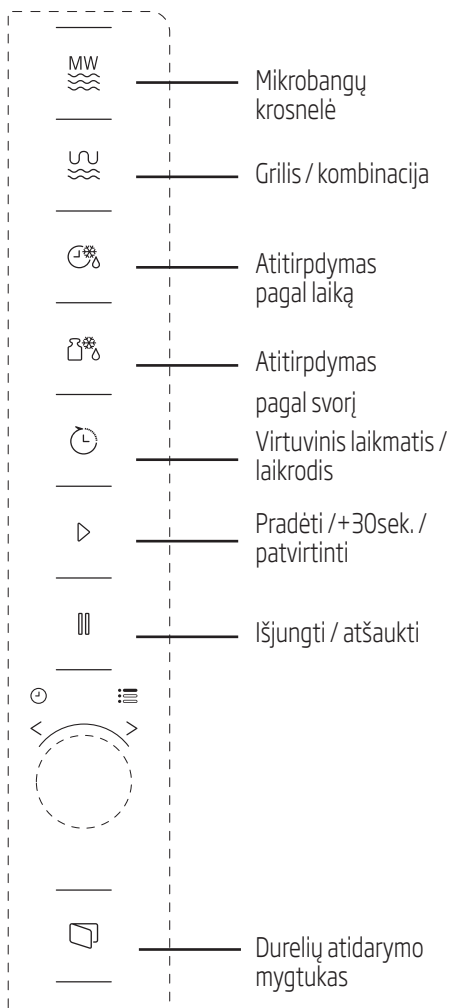 MW
Mikrobangų
krosnelė
Grilis / kombinacija
Atitirpdymas
pagal laiką
Atitirpdymas
pagal svorį
Virtuvinis laikmatis /
laikrodis
Pradėti /+30sek. /
patvirtinti
Išjungti / atšaukti
Durelių atidarymo
mygtukas